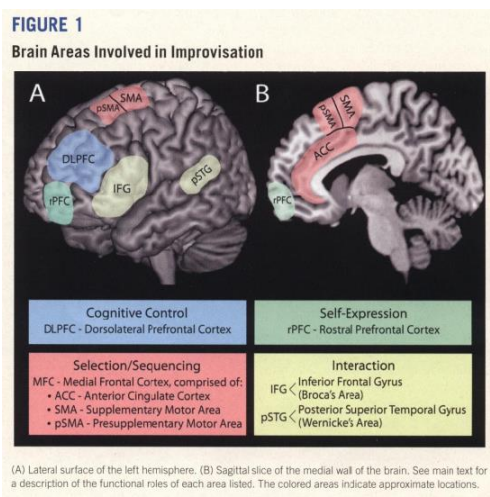 FIGURE 1
Brain Areas Involved in Improvisation
A
B
SMA
pSMA
SMA
pSMA
DLPFC
ACC
pSTG
IFG
rPFC
rPFC
Cognitive Control
DLPFC - Dorsolateral Prefrontal Cortex
Self-Expression
rPFC - Rostral Prefrontal Cortex
Selection/Sequencing
MFC - Medial Frontal Cortex, comprised of:
• ACC - Anterior Cingulate Cortex
• SMA - Supplementary Motor Area
• pSMA - Presupplementary Motor Area
Interaction
IFG < Inferior Frontal Gyrus
(Broca's Area)
pSTG < Posterior Superior Temporal Gyrus
(Wernicke's Area)
(A) Lateral surface of the left hemisphere. (B) Sagittal slice of the medial wall of the brain. See main text for
a description of the functional roles of each area listed. The colored areas indicate approximate locations.